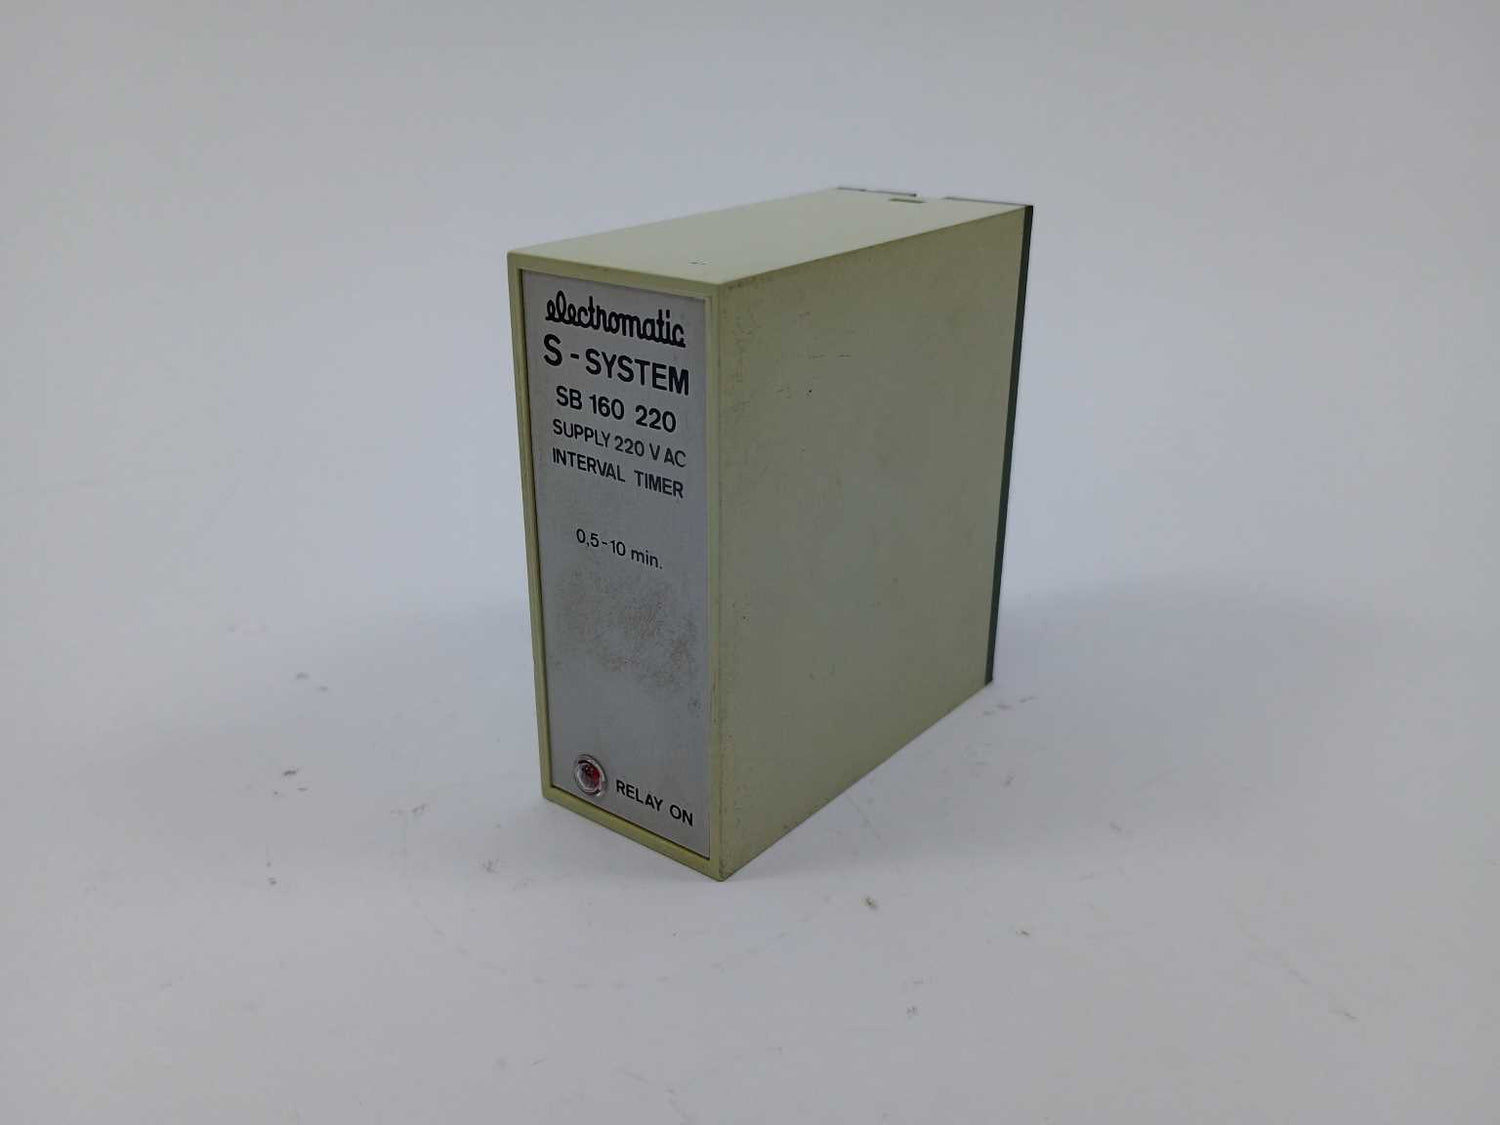 electromatic
S-SYSTEM
SB 160 220
SUPPLY 220 V AC
INTERVAL TIMER
0,5-10 min.
RELAY ON